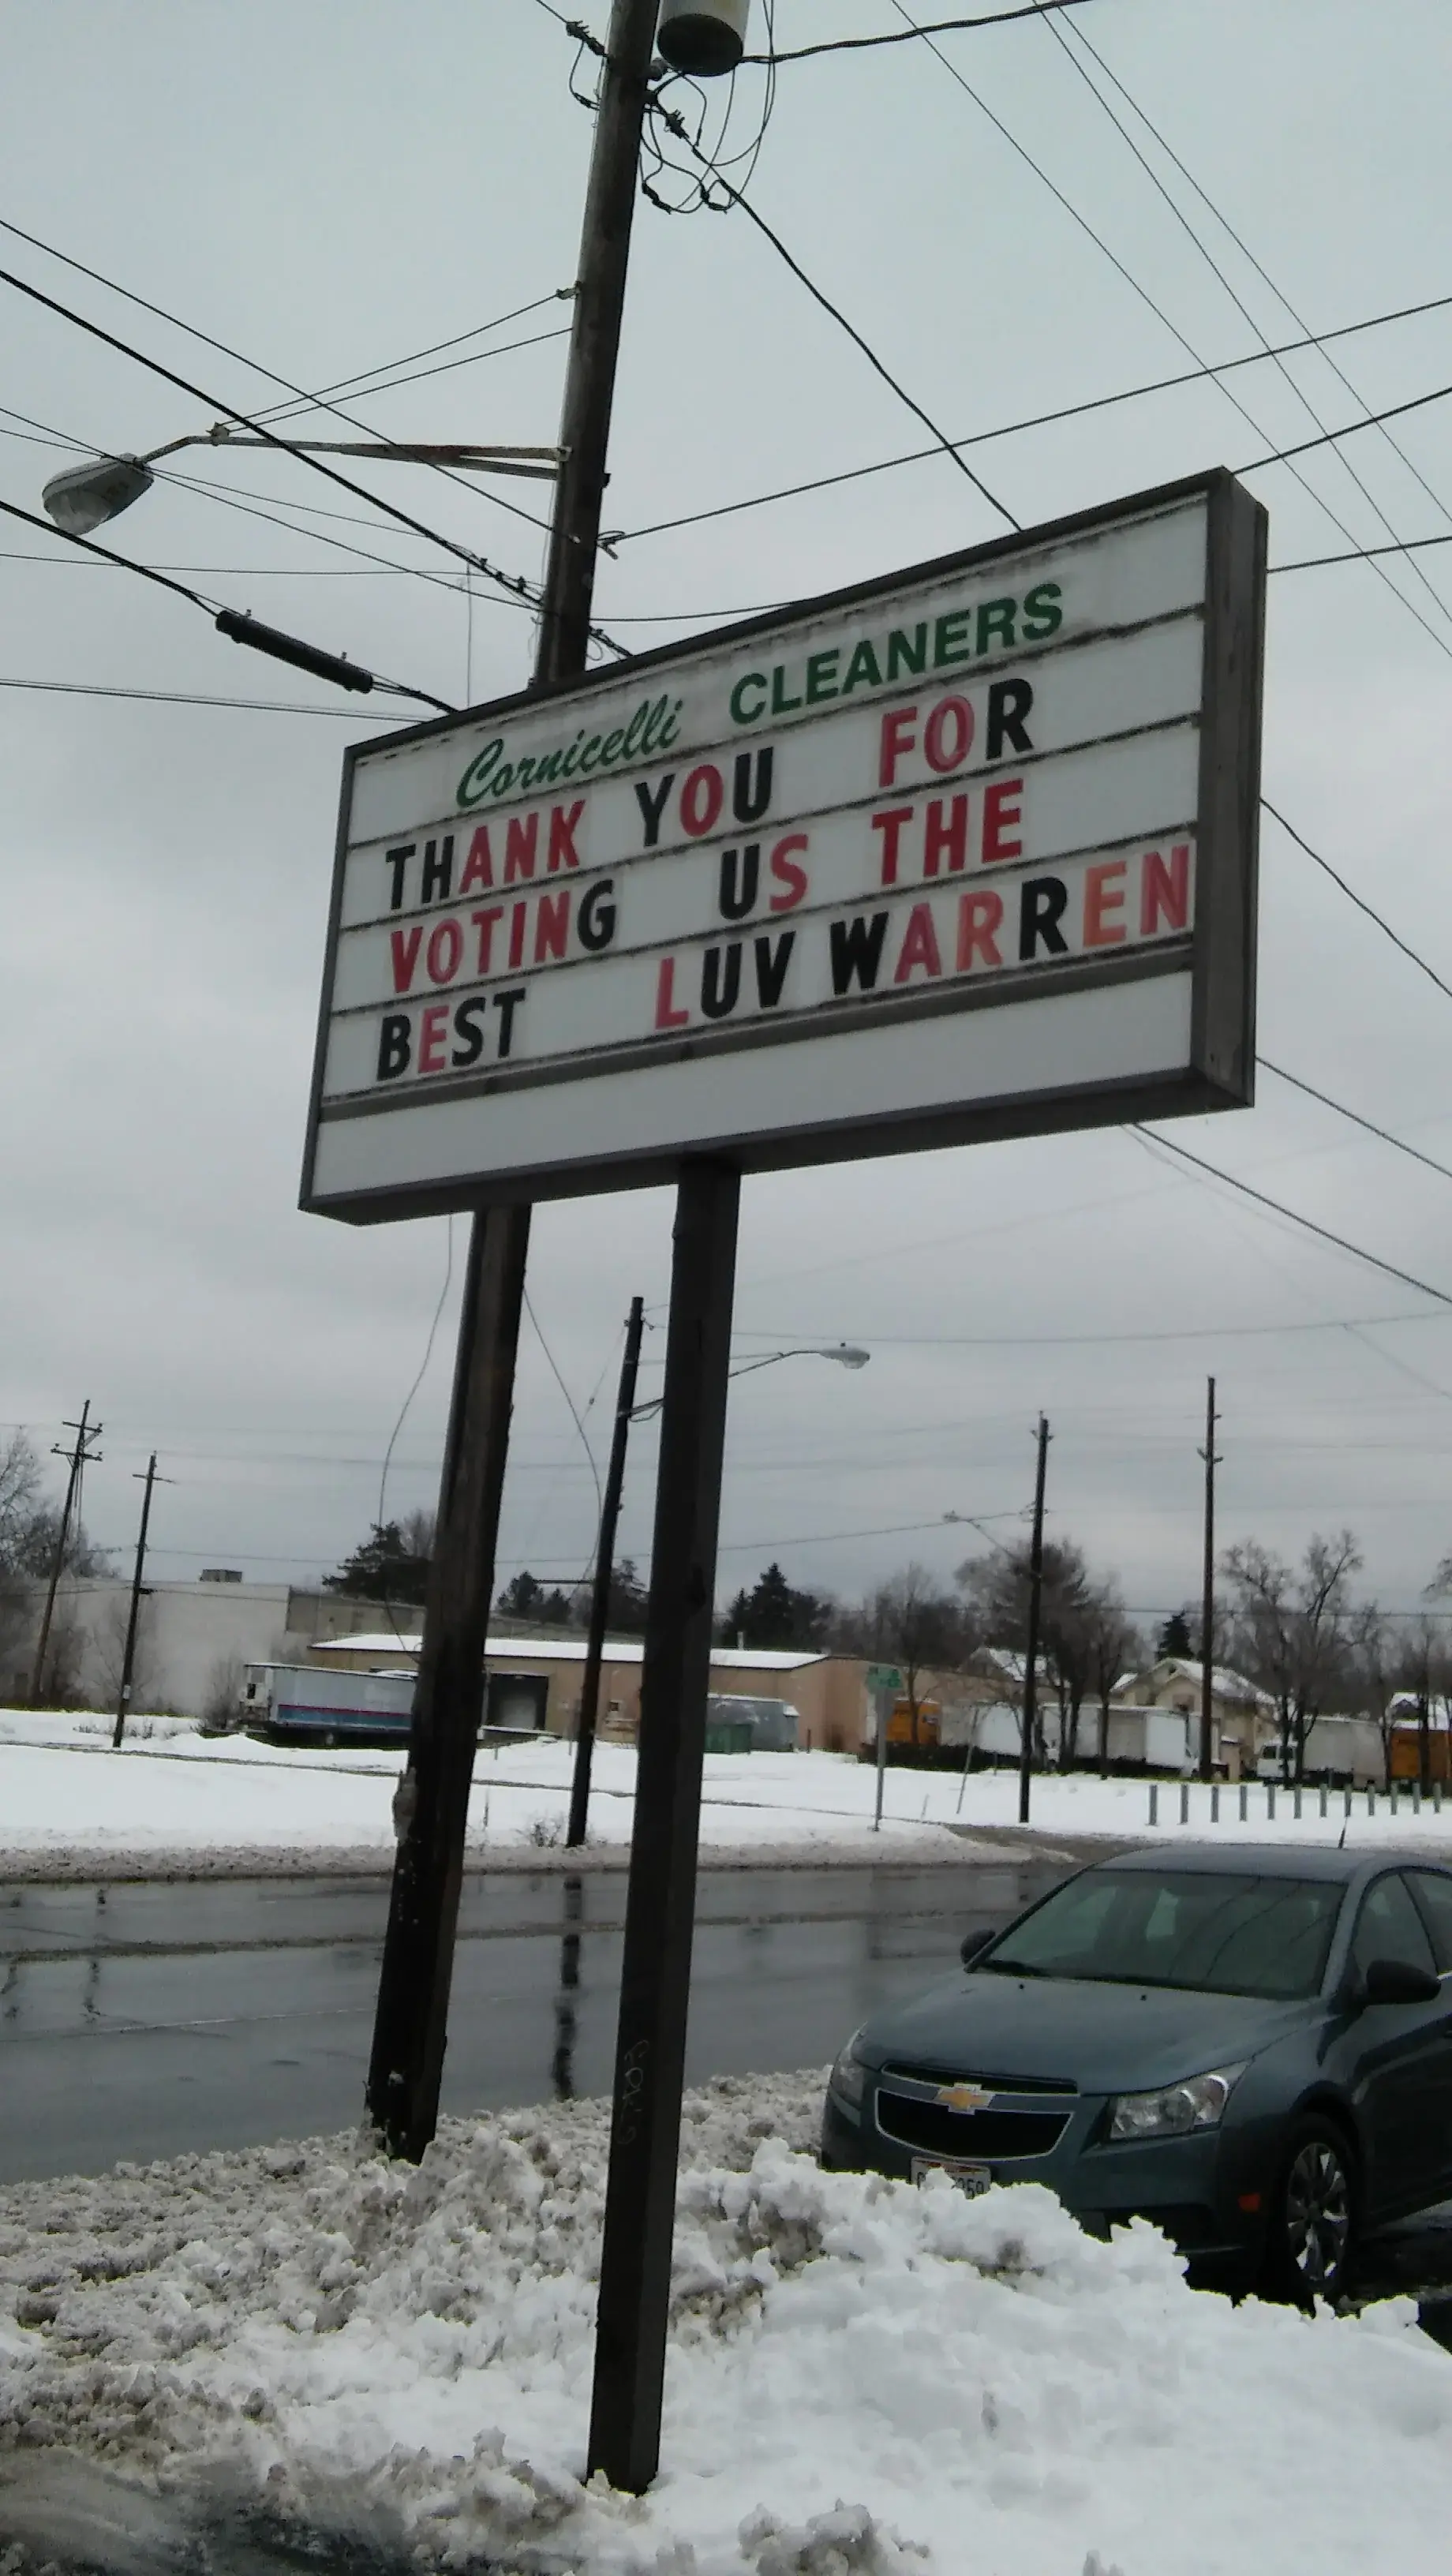 Cornicelli CLEANERS
THANK YOU FOR
VOTING US THE
BEST LUV WARREN